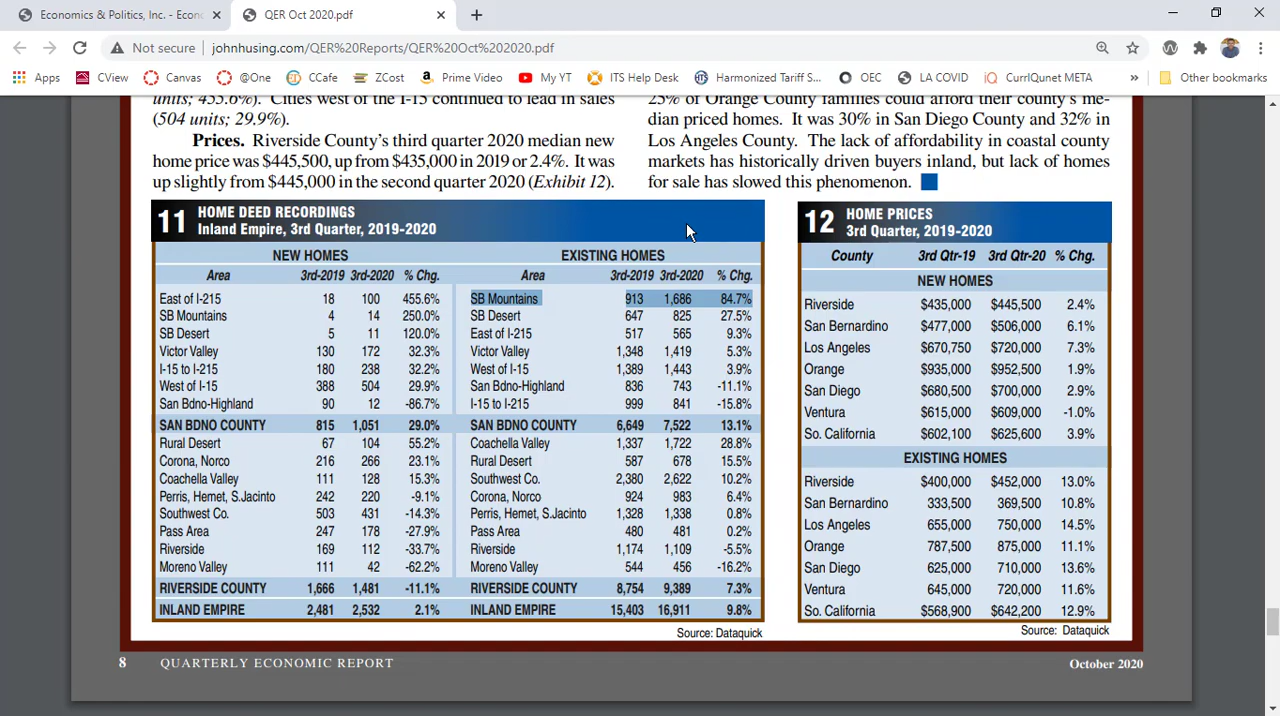 Economics & Politics, Inc. - Econ
QER Oct 2020.pdf
Not secure
johnhusing.com/QER%20Reports/QER%20Oct%202020.pdf
Apps
CView
Canvas
@One
CCafe
ZCost
Prime Video
My YT
ITS Help Desk
Harmonized Tariff S...
OEC
LA COVID
CurrIQunet META
Other bookmarks
units; 455.6%). Cities west of the I-15 continued to lead in sales
(504 units; 29.9%).
Prices. Riverside County's third quarter 2020 median new
home price was $445,500, up from $435,000 in 2019 or 2.4%. It was
up slightly from $445,000 in the second quarter 2020 (Exhibit 12).
25% of Orange County families could afford their county's me-
dian priced homes. It was 30% in San Diego County and 32% in
Los Angeles County. The lack of affordability in coastal county
markets has historically driven buyers inland, but lack of homes
for sale has slowed this phenomenon.
11 HOME DEED RECORDINGS
Inland Empire, 3rd Quarter, 2019-2020
NEW HOMES EXISTING HOMES
Area 3rd-2019 3rd-2020 % Chg. Area 3rd-2019 3rd-2020 % Chg.
East of I-215 18 100 455.6% SB Mountains 913 1,686 84.7%
SB Mountains 4 14 250.0% SB Desert 647 825 27.5%
SB Desert 5 11 120.0% East of I-215 517 565 9.3%
Victor Valley 130 172 32.3% Victor Valley 1,348 1,419 5.3%
I-15 to I-215 180 238 32.2% West of I-15 1,389 1,443 3.9%
West of I-15 388 504 29.9% San Bdno-Highland 836 743 -11.1%
San Bdno-Highland 90 12 -86.7% I-15 to I-215 999 841 -15.8%
SAN BDNO COUNTY 815 1,051 29.0% SAN BDNO COUNTY 6,649 7,522 13.1%
Rural Desert 67 104 55.2% Coachella Valley 1,337 1,722 28.8%
Corona, Norco 216 266 23.1% Rural Desert 587 678 15.5%
Coachella Valley 111 128 15.3% Southwest Co. 2,380 2,622 10.2%
Perris, Hemet, S.Jacinto 242 220 -9.1% Corona, Norco 924 983 6.4%
Southwest Co. 503 431 -14.3% Perris, Hemet, S.Jacinto 1,328 1,338 0.8%
Pass Area 247 178 -27.9% Pass Area 480 481 0.2%
Riverside 169 112 -33.7% Riverside 1,174 1,109 -5.5%
Moreno Valley 111 42 -62.2% Moreno Valley 544 456 -16.2%
RIVERSIDE COUNTY 1,666 1,481 -11.1% RIVERSIDE COUNTY 8,754 9,389 7.3%
INLAND EMPIRE 2,481 2,532 2.1% INLAND EMPIRE 15,403 16,911 9.8%
Source: Dataquick
12 HOME PRICES
3rd Quarter, 2019-2020
County 3rd Qtr-19 3rd Qtr-20 % Chg.
NEW HOMES
Riverside $435,000 $445,500 2.4%
San Bernardino $477,000 $506,000 6.1%
Los Angeles $670,750 $720,000 7.3%
Orange $935,000 $952,500 1.9%
San Diego $680,500 $700,000 2.9%
Ventura $615,000 $609,000 -1.0%
So. California $602,100 $625,600 3.9%
EXISTING HOMES
Riverside $400,000 $452,000 13.0%
San Bernardino 333,500 369,500 10.8%
Los Angeles 655,000 750,000 14.5%
Orange 787,500 875,000 11.1%
San Diego 625,000 710,000 13.6%
Ventura 645,000 720,000 11.6%
So. California $568,900 $642,200 12.9%
Source: Dataquick
8 QUARTERLY ECONOMIC REPORT
October 2020